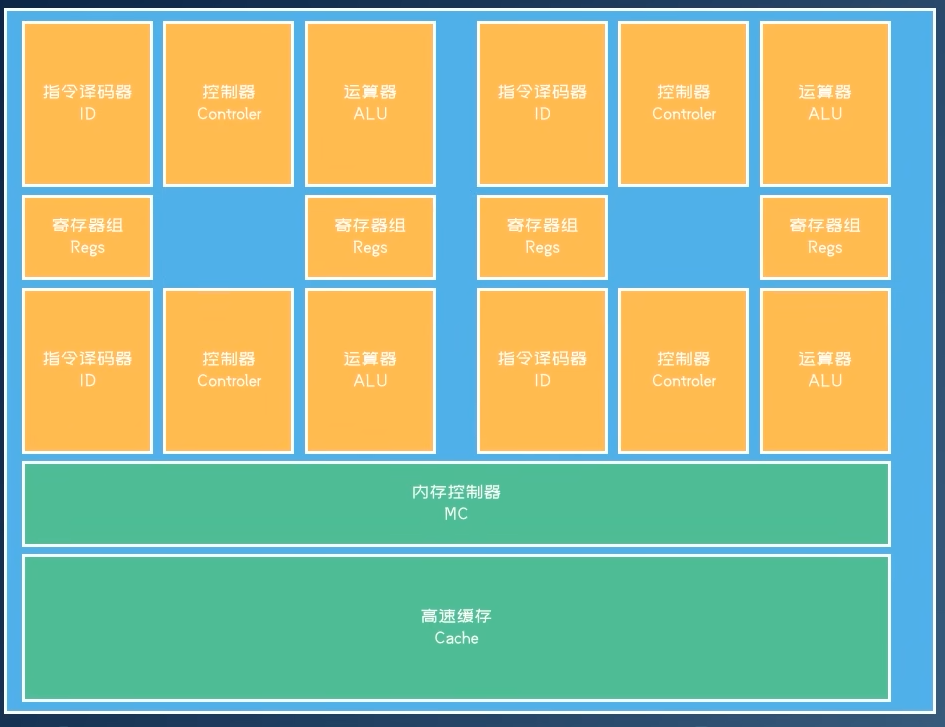 指令译码器
ID
控制器
Controler
运算器
ALU
指令译码器
ID
控制器
Controler
运算器
ALU
寄存器组
Regs
寄存器组
Regs
寄存器组
Regs
寄存器组
Regs
指令译码器
ID
控制器
Controler
运算器
ALU
指令译码器
ID
控制器
Controler
运算器
ALU
内存控制器
MC
高速缓存
Cache